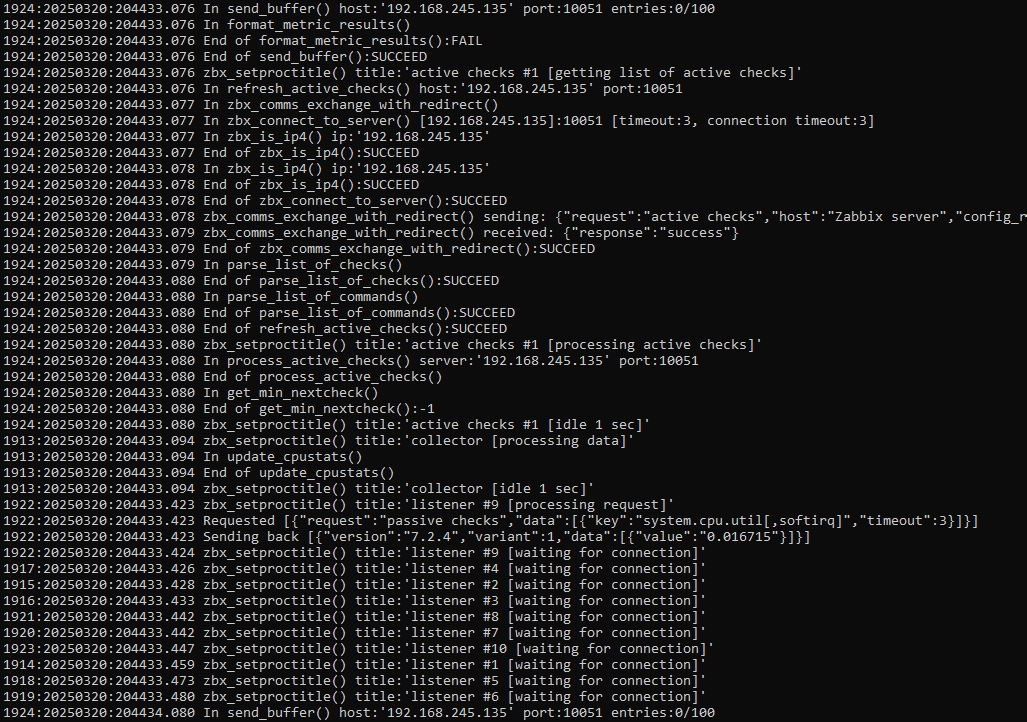 1924:20250320:204433.076 In send_buffer() host:'192.168.245.135' port:10051 entries:0/100
1924:20250320:204433.076 In format_metric_results()
1924:20250320:204433.076 End of format_metric_results():FAIL
1924:20250320:204433.076 End of send_buffer():SUCCEED
1924:20250320:204433.076 zbx_setproctitle() title:'active checks #1 [getting list of active checks]'
1924:20250320:204433.076 In refresh_active_checks() host:'192.168.245.135' port:10051
1924:20250320:204433.077 In zbx_comms_exchange_with_redirect()
1924:20250320:204433.077 In zbx_connect_to_server() [192.168.245.135]:10051 [timeout:3, connection timeout:3]
1924:20250320:204433.077 In zbx_is_ip4() ip:'192.168.245.135'
1924:20250320:204433.077 End of zbx_is_ip4():SUCCEED
1924:20250320:204433.078 In zbx_is_ip4() ip:'192.168.245.135'
1924:20250320:204433.078 End of zbx_is_ip4():SUCCEED
1924:20250320:204433.078 End of zbx_connect_to_server():SUCCEED
1924:20250320:204433.078 zbx_comms_exchange_with_redirect() sending: {"request":"active checks","host":"Zabbix server","config_r
1924:20250320:204433.079 zbx_comms_exchange_with_redirect() received: {"response":"success"}
1924:20250320:204433.079 End of zbx_comms_exchange_with_redirect():SUCCEED
1924:20250320:204433.079 In parse_list_of_checks()
1924:20250320:204433.080 End of parse_list_of_checks():SUCCEED
1924:20250320:204433.080 In parse_list_of_commands()
1924:20250320:204433.080 End of parse_list_of_commands():SUCCEED
1924:20250320:204433.080 End of refresh_active_checks():SUCCEED
1924:20250320:204433.080 zbx_setproctitle() title:'active checks #1 [processing active checks]'
1924:20250320:204433.080 In process_active_checks() server:'192.168.245.135' port:10051
1924:20250320:204433.080 End of process_active_checks()
1924:20250320:204433.080 In get_min_nextcheck()
1924:20250320:204433.080 End of get_min_nextcheck():-1
1924:20250320:204433.080 zbx_setproctitle() title:'active checks #1 [idle 1 sec]'
1913:20250320:204433.094 zbx_setproctitle() title:'collector [processing data]'
1913:20250320:204433.094 In update_cpustats()
1913:20250320:204433.094 End of update_cpustats()
1913:20250320:204433.094 zbx_setproctitle() title:'collector [idle 1 sec]'
1922:20250320:204433.423 zbx_setproctitle() title:'listener #9 [processing request]'
1922:20250320:204433.423 Requested [{"request":"passive checks","data":[{"key":"system.cpu.util[,softirq]","timeout":3}]}]
1922:20250320:204433.423 Sending back [{"version":"7.2.4","variant":1,"data":[{"value":"0.016715"}]}]
1922:20250320:204433.424 zbx_setproctitle() title:'listener #9 [waiting for connection]'
1917:20250320:204433.426 zbx_setproctitle() title:'listener #4 [waiting for connection]'
1915:20250320:204433.428 zbx_setproctitle() title:'listener #2 [waiting for connection]'
1916:20250320:204433.433 zbx_setproctitle() title:'listener #3 [waiting for connection]'
1921:20250320:204433.442 zbx_setproctitle() title:'listener #8 [waiting for connection]'
1920:20250320:204433.442 zbx_setproctitle() title:'listener #7 [waiting for connection]'
1923:20250320:204433.447 zbx_setproctitle() title:'listener #10 [waiting for connection]'
1914:20250320:204433.459 zbx_setproctitle() title:'listener #1 [waiting for connection]'
1918:20250320:204433.473 zbx_setproctitle() title:'listener #5 [waiting for connection]'
1919:20250320:204433.480 zbx_setproctitle() title:'listener #6 [waiting for connection]'
1924:20250320:204434.080 In send_buffer() host:'192.168.245.135' port:10051 entries:0/100